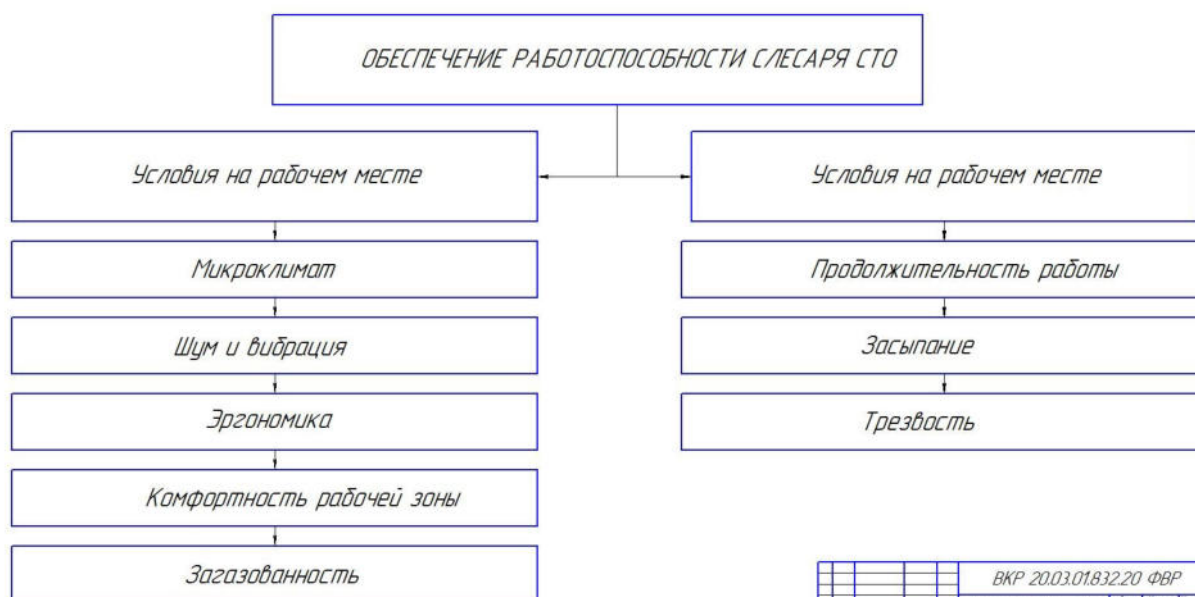 ОБЕСПЕЧЕНИЕ РАБОТОСПОСОБНОСТИ СЛЕСАРЯ СТО
Условия на рабочем месте
Микроклимат
Шум и вибрация
Эргономика
Комфортность рабочей зоны
Загазованность
Условия на рабочем месте
Продолжительность работы
Засыпание
Трезвость
ВКР 20.03.01.832.20 ФВР